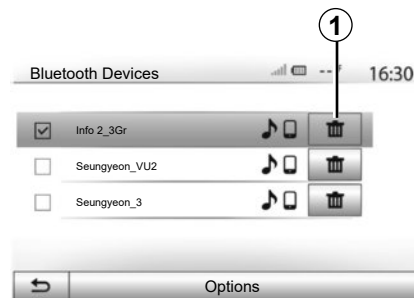 1
Bluetooth Devices 16:30
Info 2_3Gr
Seungyeon_VU2
Seungyeon_3
Options